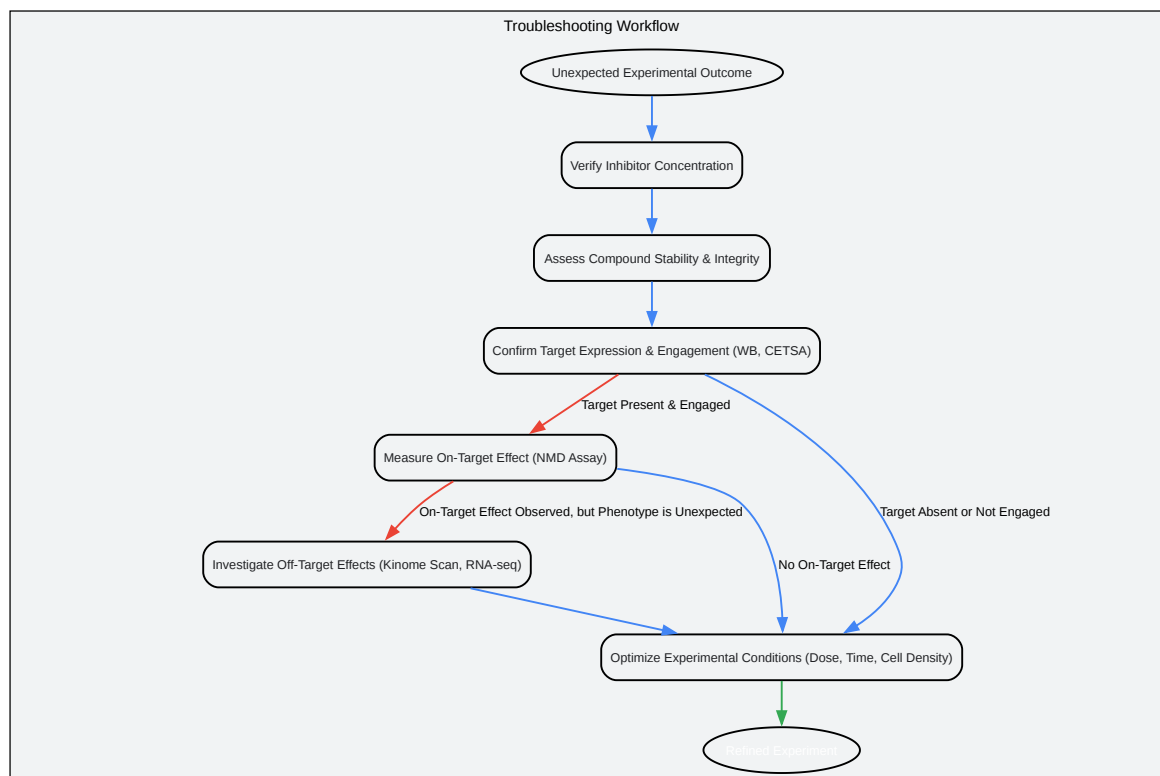 Troubleshooting Workflow
Unexpected Experimental Outcome
Verify Inhibitor Concentration
Assess Compound Stability & Integrity
Confirm Target Expression & Engagement (WB, CETSA)
Target Present & Engaged
Measure On-Target Effect (NMD Assay)
On-Target Effect Observed, but Phenotype is Unexpected
Target Absent or Not Engaged
Investigate Off-Target Effects (Kinome Scan, RNA-seq)
No On-Target Effect
Optimize Experimental Conditions (Dose, Time, Cell Density)
Refined Experiment